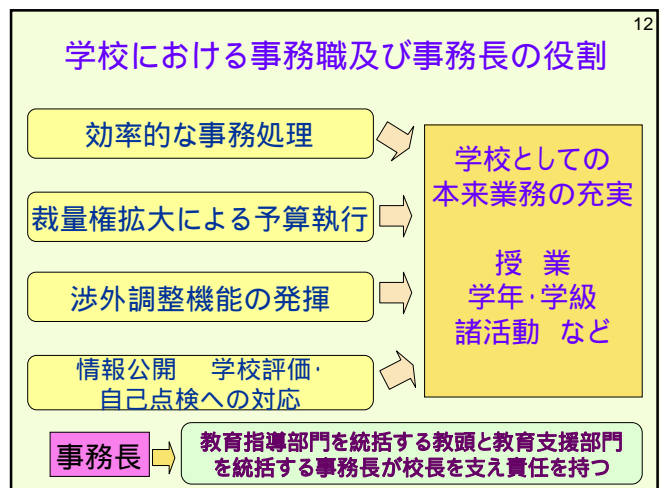 12
学校における事務職及び事務長の役割
効率的な事務処理
裁量権拡大による予算執行
渉外調整機能の発揮
情報公開　学校評価・
自己点検への対応
学校としての
本来業務の充実
授　業
学年・学級
諸活動　など
事務長
教育指導部門を統括する教頭と教育支援部門
を統括する事務長が校長を支え責任を持つ